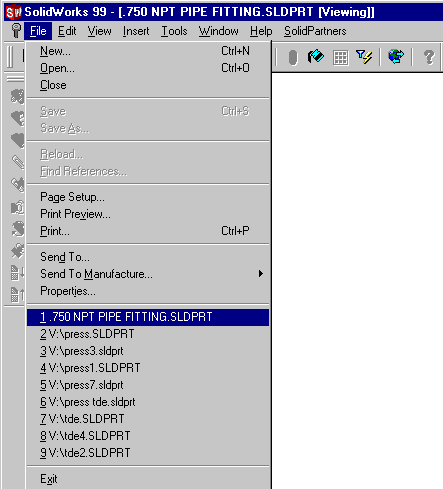 SolidWorks 99 - [.750 NPT PIPE FITTING.SLDPRT [Viewing]]
File Edit View Insert Tools Window Help SolidPartners
New... Ctrl+N
Open... Ctrl+O
Close
Save Ctrl+S
Save As...
Reload...
Find References...
Page Setup...
Print Preview...
Print... Ctrl+P
Send To...
Send To Manufacture...
Properties...
1 .750 NPT PIPE FITTING.SLDPRT
2 V:\press.SLDPRT
3 V:\press3.sldprt
4 V:\press1.SLDPRT
5 V:\press7.sldprt
6 V:\press tde.sldprt
7 V:\tde.SLDPRT
8 V:\tde4.SLDPRT
9 V:\tde2.SLDPRT
Exit